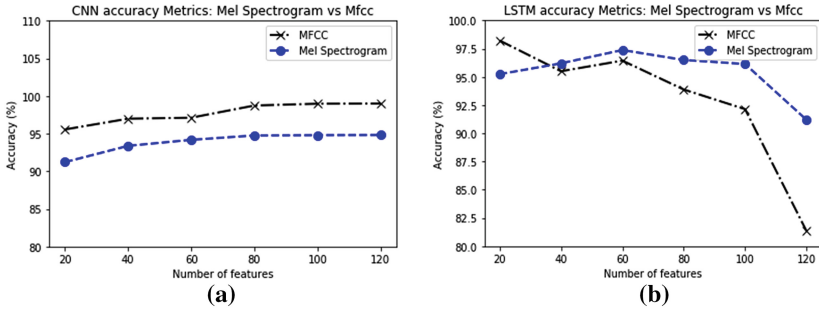 CNN accuracy Metrics: Mel Spectrogram vs Mfcc
110
105
100
95
90
85
80
Accuracy (%)
MFCC
Mel Spectrogram
20 40 60 80 100 120
Number of features
(a)
LSTM accuracy Metrics: Mel Spectrogram vs Mfcc
100.0
97.5
95.0
92.5
90.0
87.5
85.0
82.5
80.0
Accuracy (%)
MFCC
Mel Spectrogram
20 40 60 80 100 120
Number of features
(b)